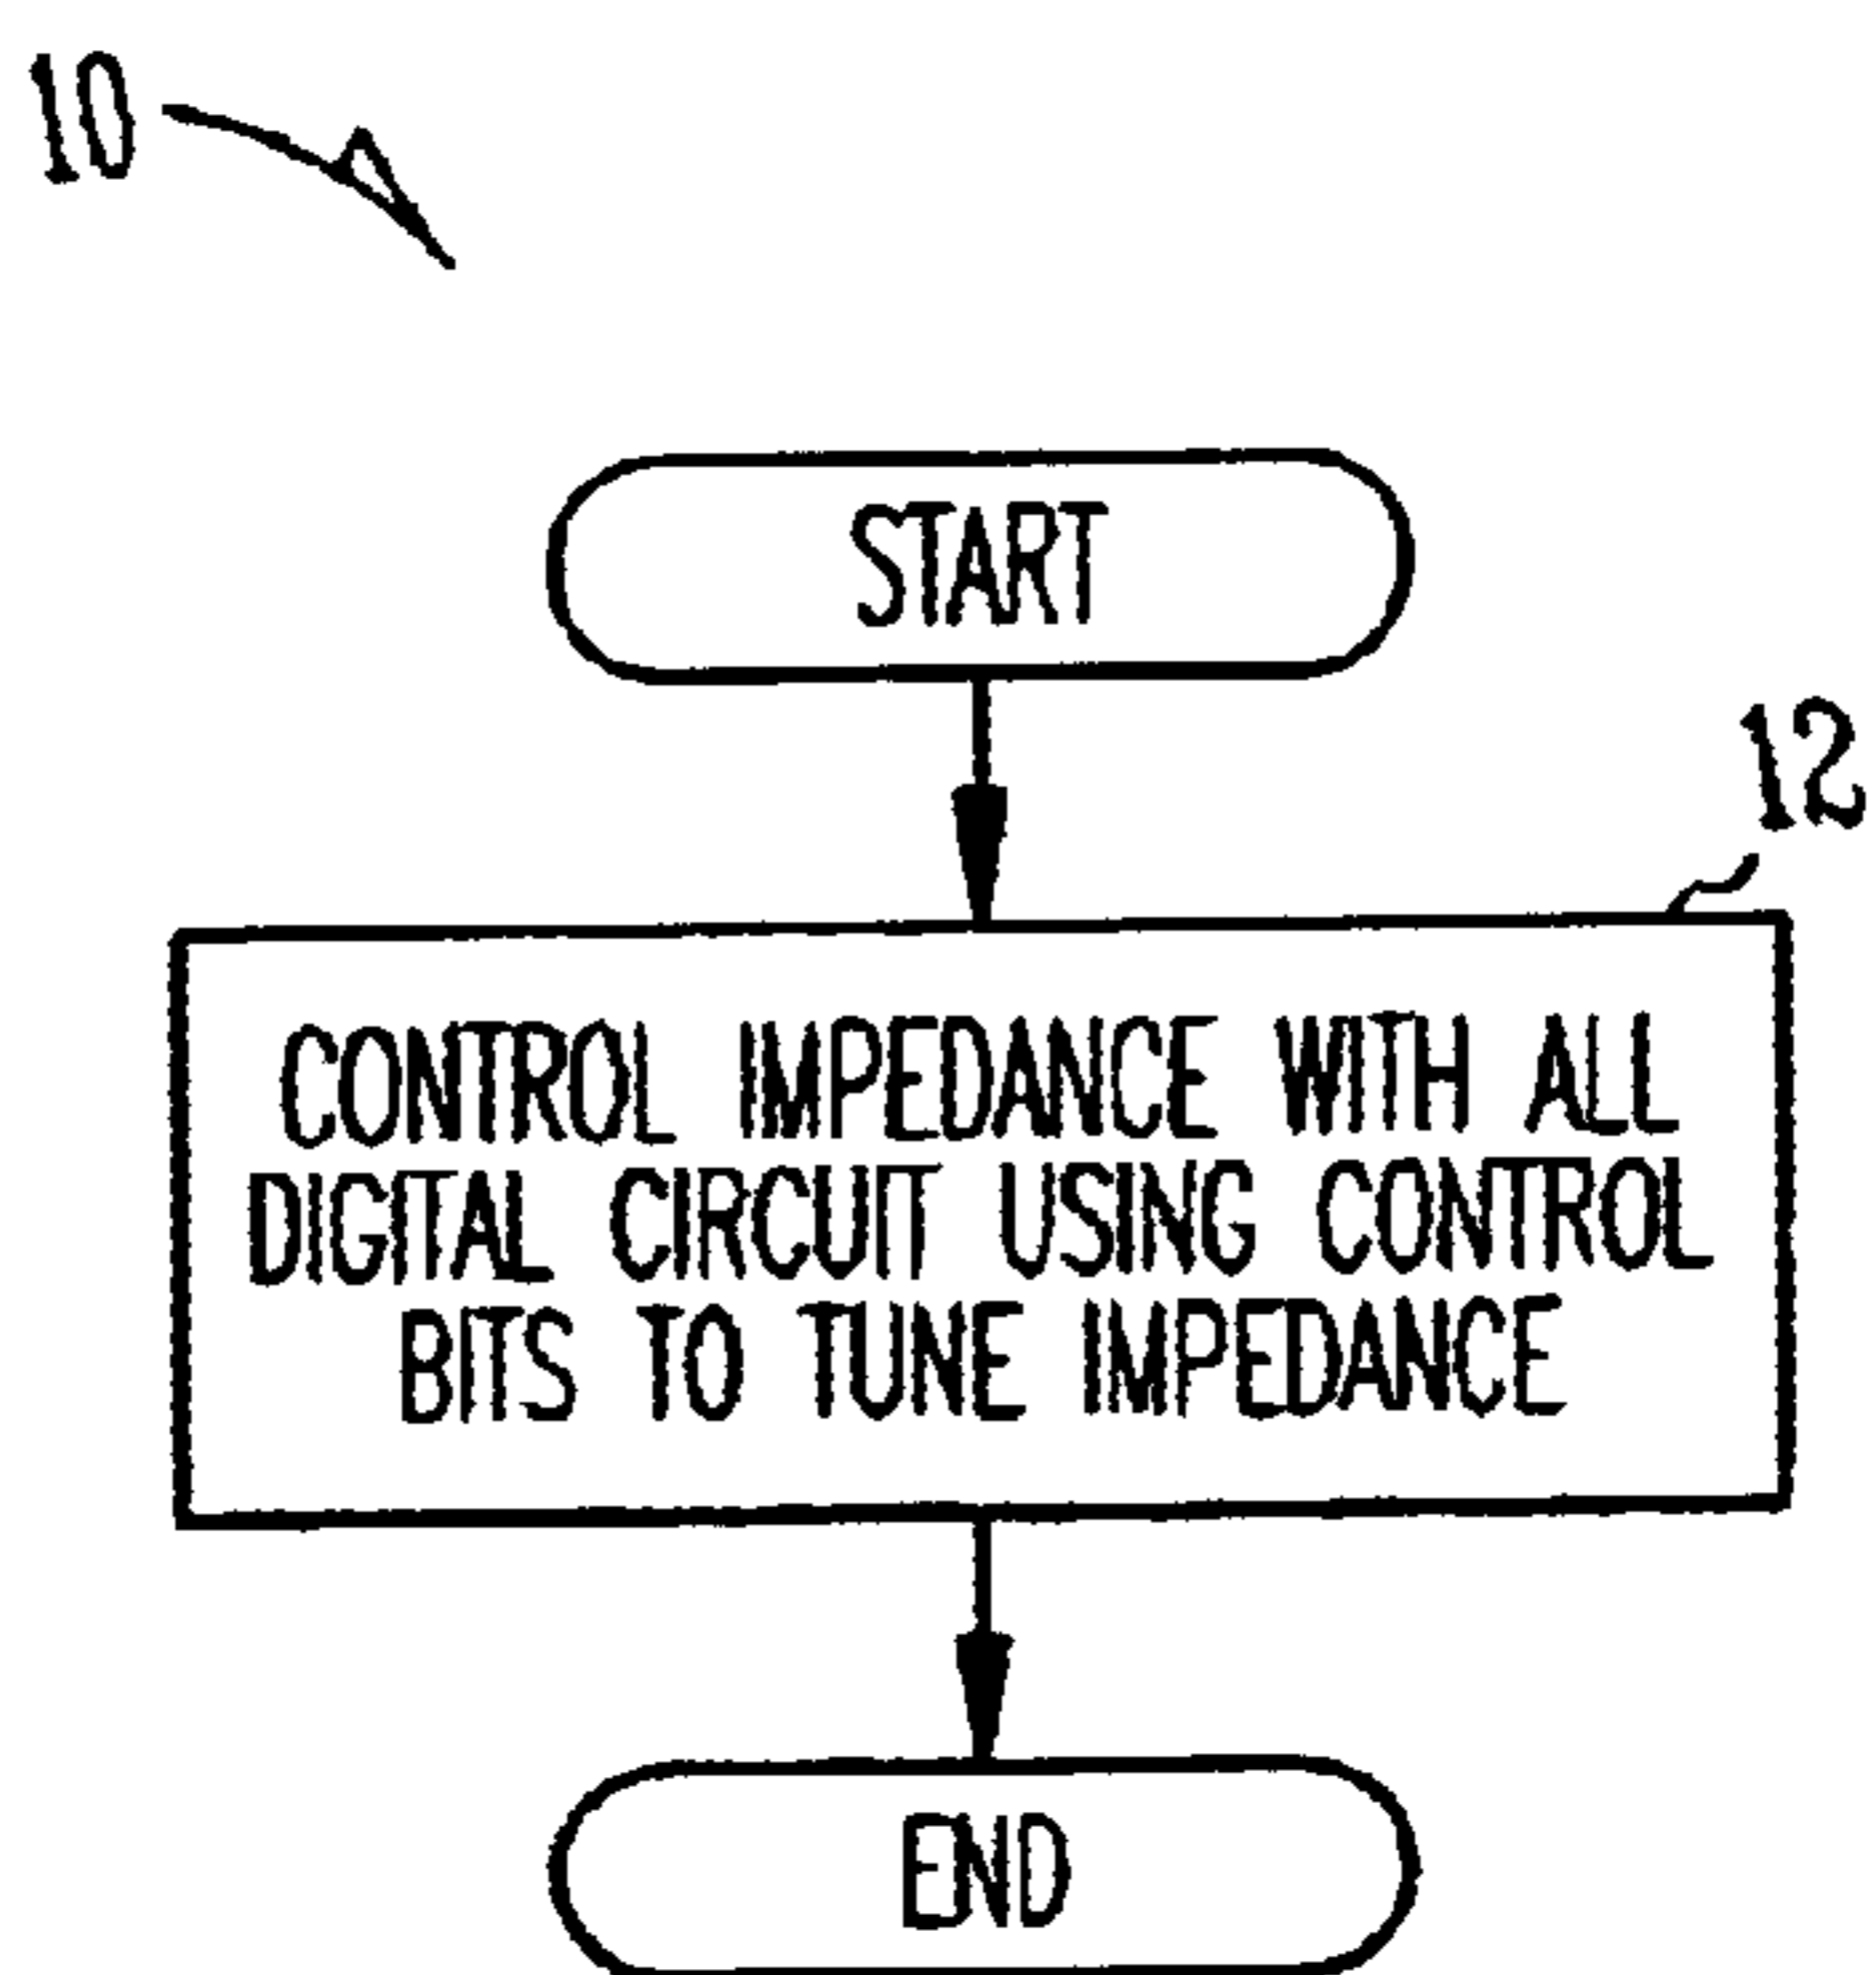 10
START
12
CONTROL IMPEDANCE WITH ALL
DIGITAL CIRCUIT USING CONTROL
BITS TO TUNE IMPEDANCE
END